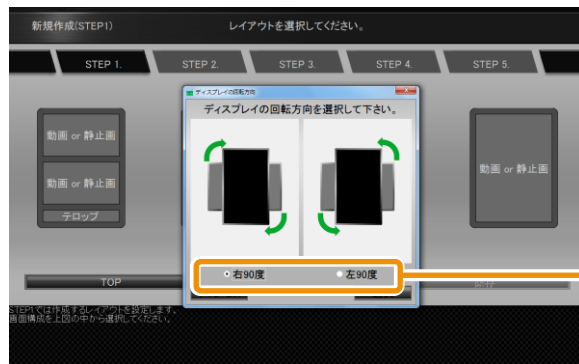 新規作成(STEP1)
レイアウトを選択してください。
STEP 1.
STEP 2.
STEP 3.
STEP 4.
STEP 5.
ディスプレイの回転方向
ディスプレイの回転方向を選択して下さい。
動画 or 静止画
動画 or 静止画
テロップ
動画 or 静止画
右90度
左90度
TOP
STEP1では作成するレイアウトを設定します。
画面構成を上図の中から選択してください。